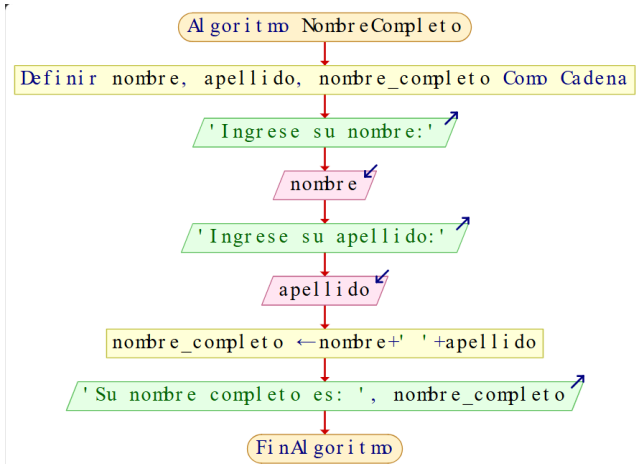 Algoritmo NombreCompleto
Definir nombre, apellido, nombre_completo Como Cadena
'Ingrese su nombre:'
nombre
'Ingrese su apellido:'
apellido
nombre_completo ←nombre+' '+apellido
'Su nombre completo es: ', nombre_completo
FinAlgoritmo